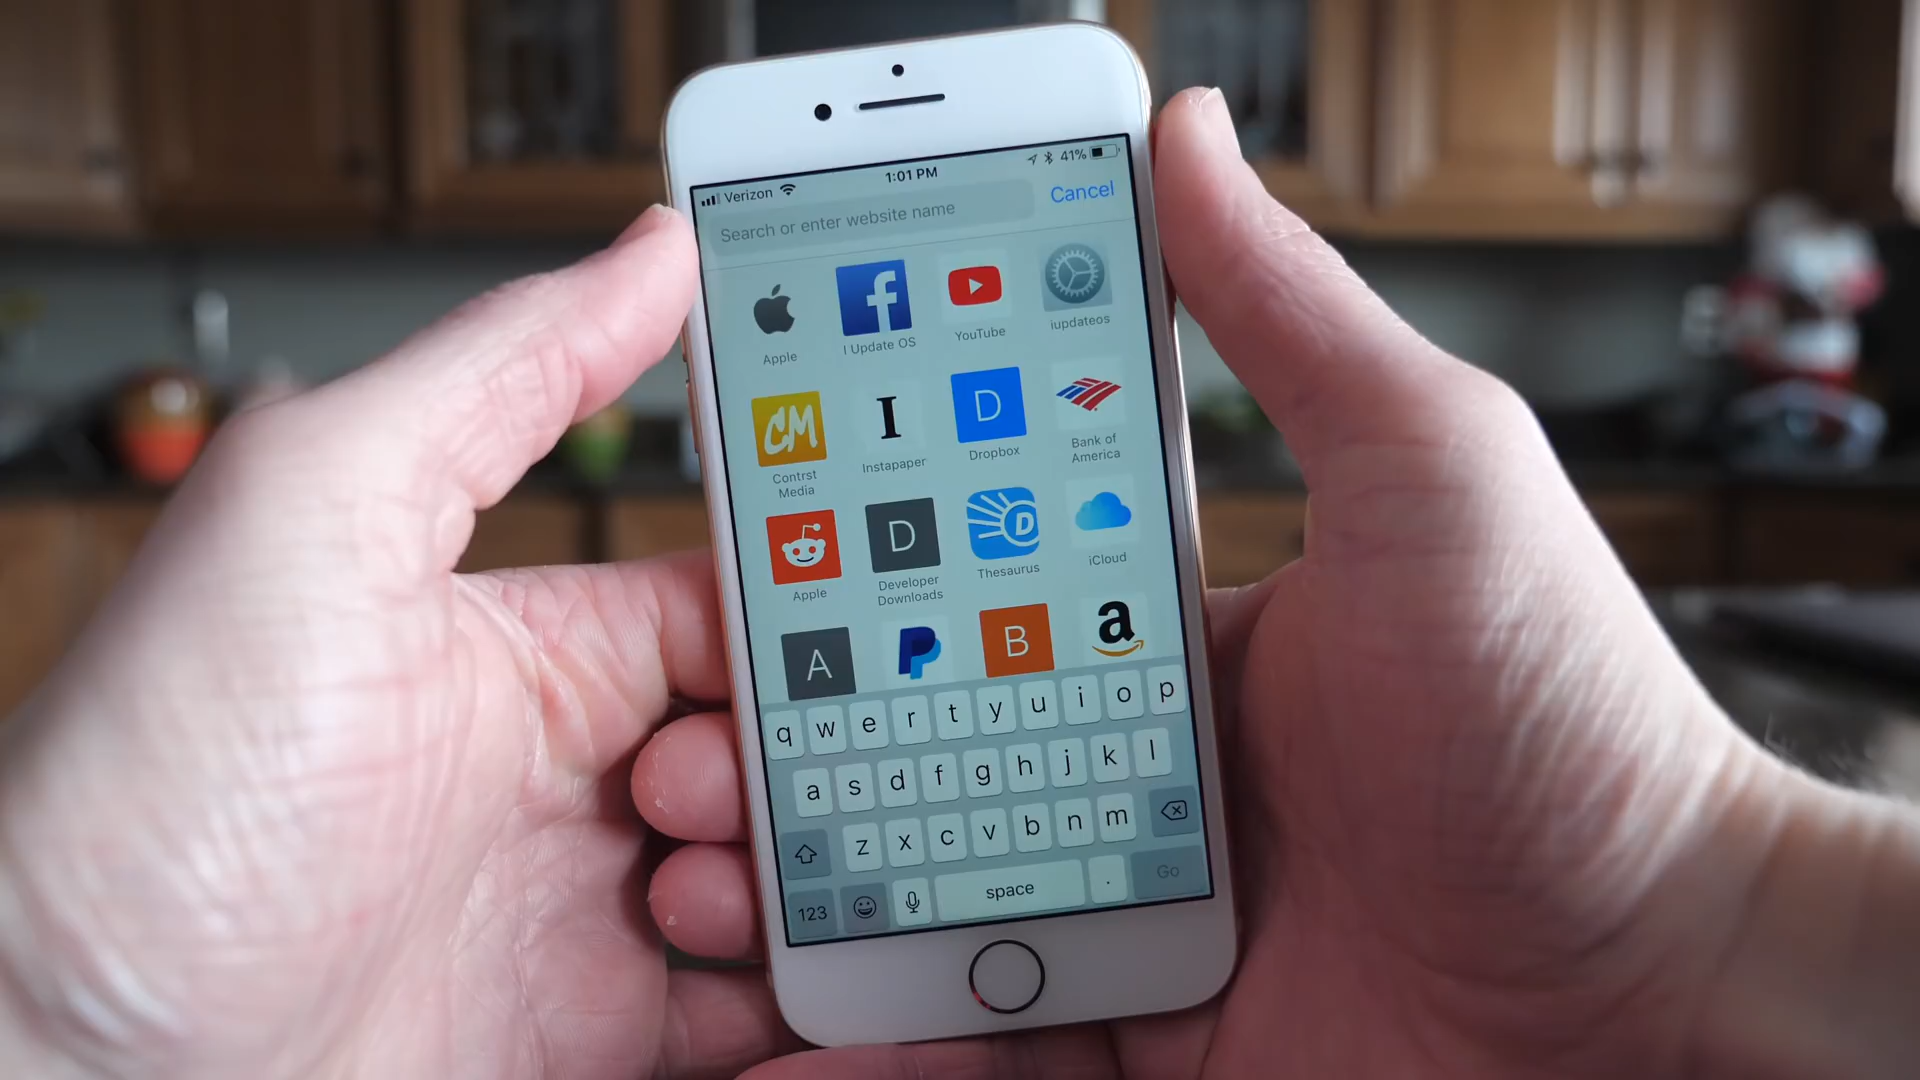 Verizon
1:01 PM
41%
Search or enter website name
Cancel
Apple
f
I Update OS
YouTube
iupdateos
CM
Contrst
Media
I
Instapaper
D
Dropbox
Bank of
America
Apple
D
Developer
Downloads
D
Thesaurus
iCloud
A
P
B
a
q w e r t y u i o p
a s d f g h j k l
z x c v b n m
123
space
.
Go